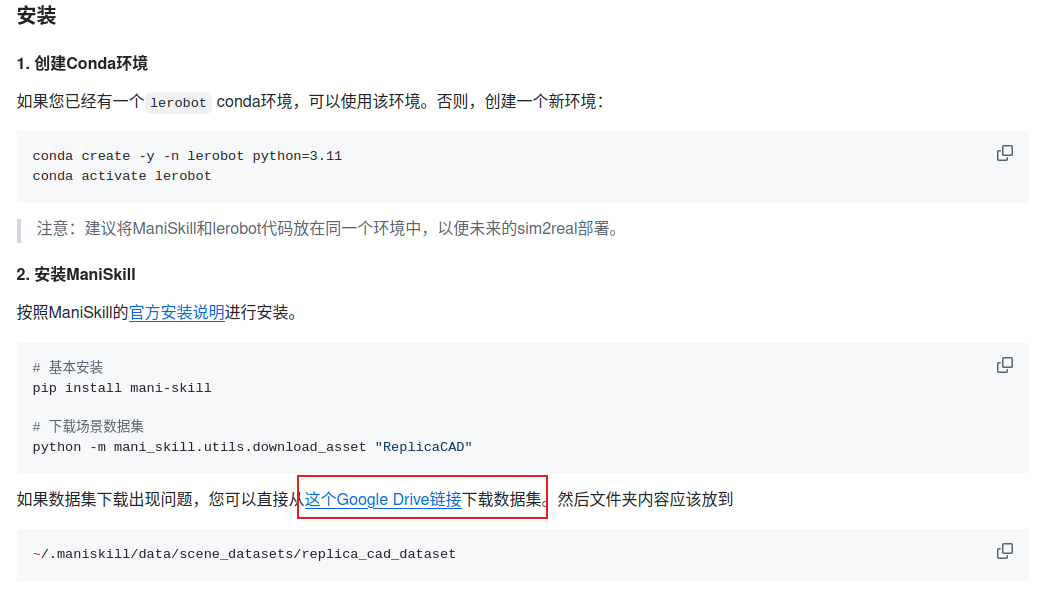 安装
1. 创建Conda环境
如果您已经有一个 lerobot conda环境，可以使用该环境。否则，创建一个新环境：
conda create -y -n lerobot python=3.11
conda activate lerobot
注意：建议将ManiSkill和lerobot代码放在同一个环境中，以便未来的sim2real部署。
2. 安装ManiSkill
按照ManiSkill的官方安装说明进行安装。
# 基本安装
pip install mani-skill
# 下载场景数据集
python -m mani_skill.utils.download_asset "ReplicaCAD"
如果数据集下载出现问题，您可以直接从这个Google Drive链接下载数据集。然后文件夹内容应该放到
~/.maniskill/data/scene_datasets/replica_cad_dataset